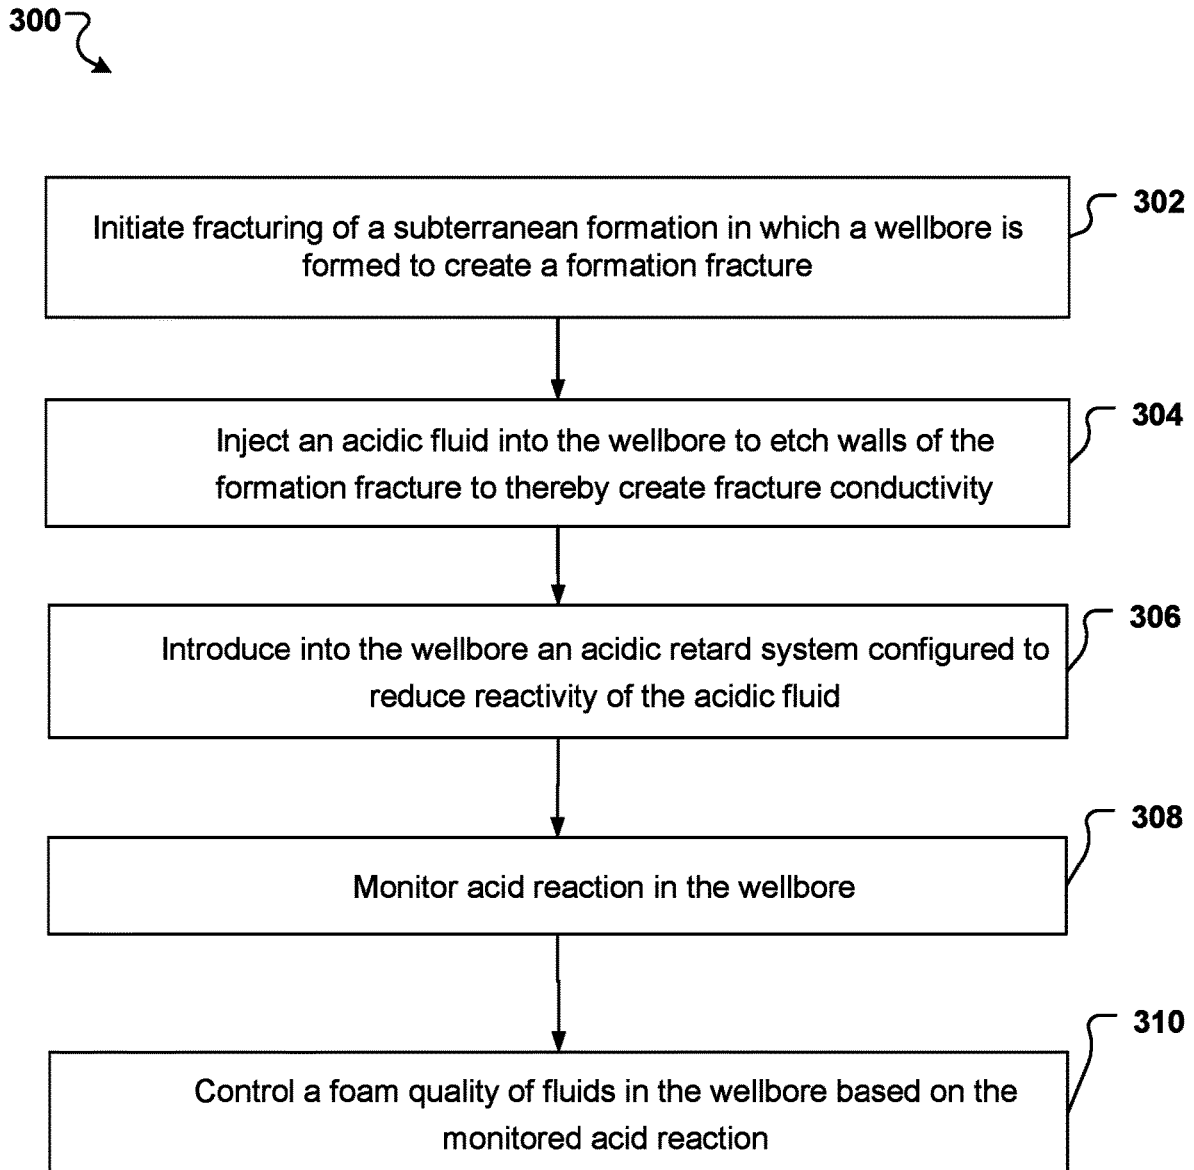 300
302
Initiate fracturing of a subterranean formation in which a wellbore is
formed to create a formation fracture
304
Inject an acidic fluid into the wellbore to etch walls of the
formation fracture to thereby create fracture conductivity
306
Introduce into the wellbore an acidic retard system configured to
reduce reactivity of the acidic fluid
308
Monitor acid reaction in the wellbore
310
Control a foam quality of fluids in the wellbore based on the
monitored acid reaction